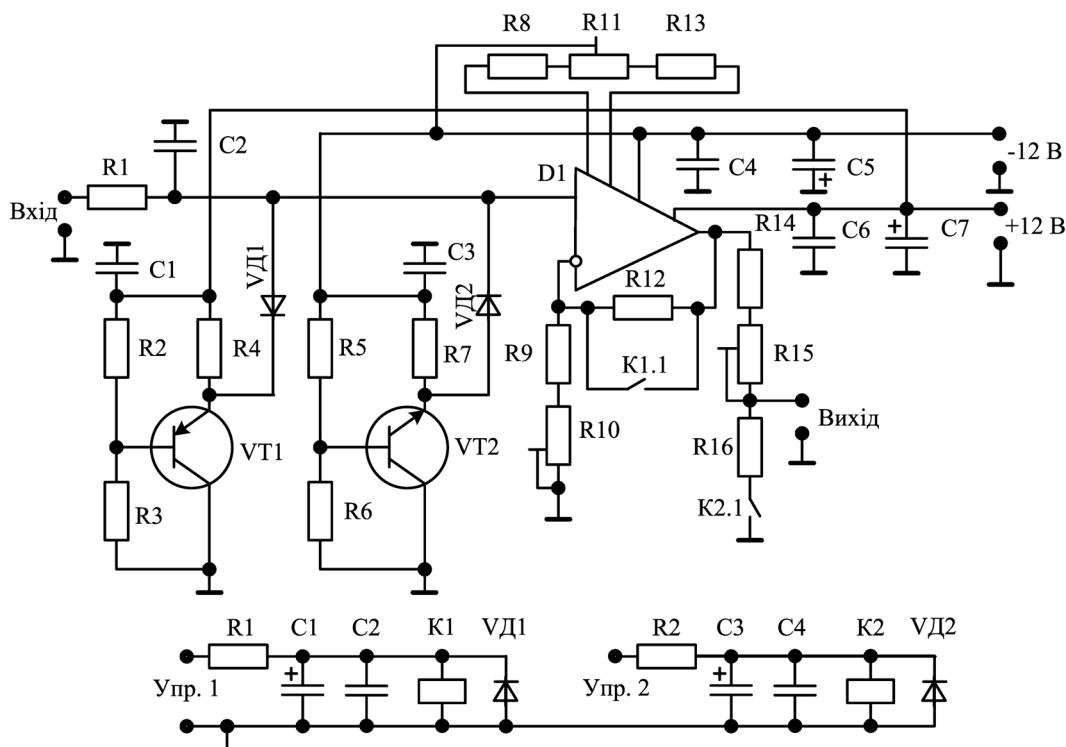 R8 R11 R13
C2
R1
D1
C4 C5
-12 В
Вхід
R14
+12 В
C1
VД1
C3
VД2
C6
C7
R12
R2
R4
R5
R7
R9
K1.1
R15
Вихід
VT1
VT2
R10
R16
R3
R6
K2.1
R1 C1 C2 K1 VД1
R2 C3 C4 K2 VД2
Упр. 1
Упр. 2